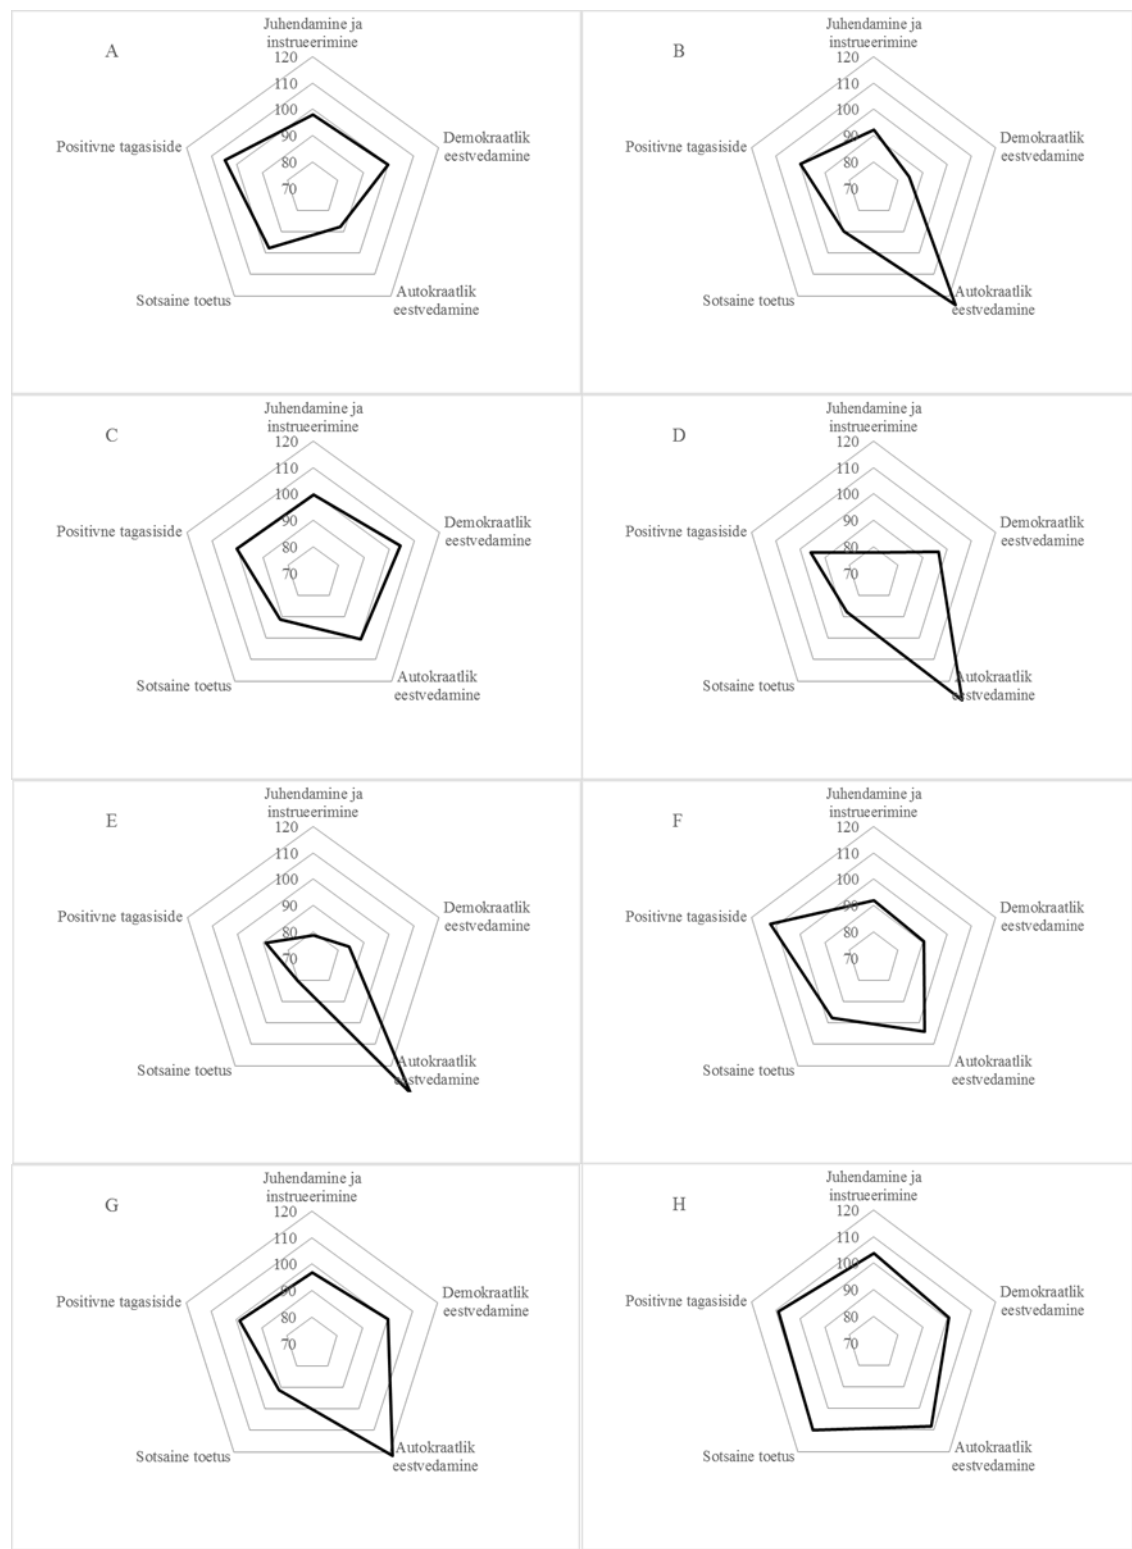 A
Juhendamine ja
instrueerimine
120
110
100
90
80
70
Demokraatlik
eestvedamine
Autokraatlik
eestvedamine
Sotsaine toetus
Positivne tagasiside
B
Juhendamine ja
instrueerimine
120
110
100
90
80
70
Demokraatlik
eestvedamine
Autokraatlik
eestvedamine
Sotsaine toetus
Positivne tagasiside
C
Juhendamine ja
instrueerimine
120
110
100
90
80
70
Demokraatlik
eestvedamine
Autokraatlik
eestvedamine
Sotsaine toetus
Positivne tagasiside
D
Juhendamine ja
instrueerimine
120
110
100
90
80
70
Demokraatlik
eestvedamine
Autokraatlik
eestvedamine
Sotsaine toetus
Positivne tagasiside
E
Juhendamine ja
instrueerimine
120
110
100
90
80
70
Demokraatlik
eestvedamine
Autokraatlik
eestvedamine
Sotsaine toetus
Positivne tagasiside
F
Juhendamine ja
instrueerimine
120
110
100
90
80
70
Demokraatlik
eestvedamine
Autokraatlik
eestvedamine
Sotsaine toetus
Positivne tagasiside
G
Juhendamine ja
instrueerimine
120
110
100
90
80
70
Demokraatlik
eestvedamine
Autokraatlik
eestvedamine
Sotsaine toetus
Positivne tagasiside
H
Juhendamine ja
instrueerimine
120
110
100
90
80
70
Demokraatlik
eestvedamine
Autokraatlik
eestvedamine
Sotsaine toetus
Positivne tagasiside